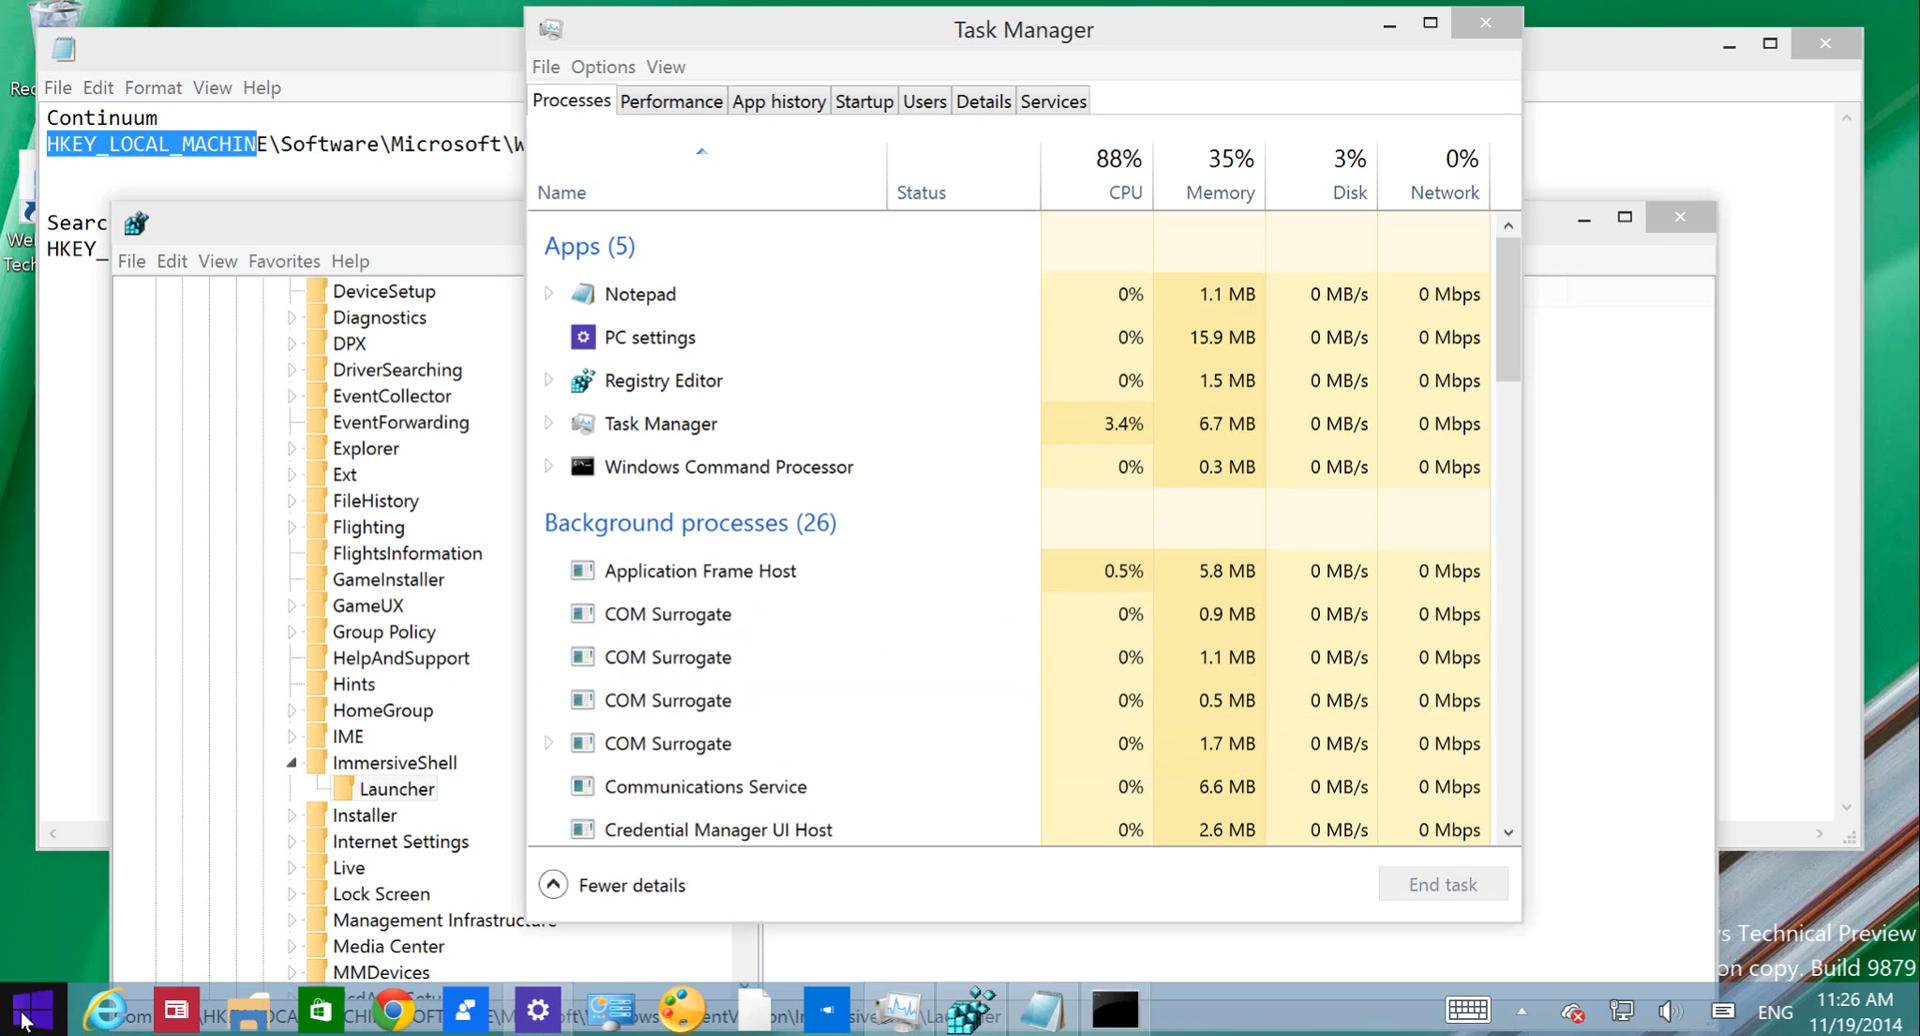 Task Manager
File Options View
Processes Performance App history Startup Users Details Services
88% 35% 3% 0%
Name Status CPU Memory Disk Network
Apps (5)
Notepad 0% 1.1 MB 0 MB/s 0 Mbps
PC settings 0% 15.9 MB 0 MB/s 0 Mbps
Registry Editor 0% 1.5 MB 0 MB/s 0 Mbps
Task Manager 3.4% 6.7 MB 0 MB/s 0 Mbps
Windows Command Processor 0% 0.3 MB 0 MB/s 0 Mbps
Background processes (26)
Application Frame Host 0.5% 5.8 MB 0 MB/s 0 Mbps
COM Surrogate 0% 0.9 MB 0 MB/s 0 Mbps
COM Surrogate 0% 1.1 MB 0 MB/s 0 Mbps
COM Surrogate 0% 0.5 MB 0 MB/s 0 Mbps
COM Surrogate 0% 1.7 MB 0 MB/s 0 Mbps
Communications Service 0% 6.6 MB 0 MB/s 0 Mbps
Credential Manager UI Host 0% 2.6 MB 0 MB/s 0 Mbps
Fewer details End task
File Edit Format View Help
Continuum
HKEY_LOCAL_MACHINE\Software\Microsoft\W
Searc
HKEY_
Rec
Wel
Tech
File Edit View Favorites Help
DeviceSetup
Diagnostics
DPX
DriverSearching
EventCollector
EventForwarding
Explorer
Ext
FileHistory
Flighting
FlightsInformation
GameInstaller
GameUX
Group Policy
HelpAndSupport
Hints
HomeGroup
IME
ImmersiveShell
Launcher
Installer
Internet Settings
Live
Lock Screen
Management Infrastructure
Media Center
MMDevices
s Technical Preview
on copy. Build 9879
ENG
11:26 AM
11/19/2014